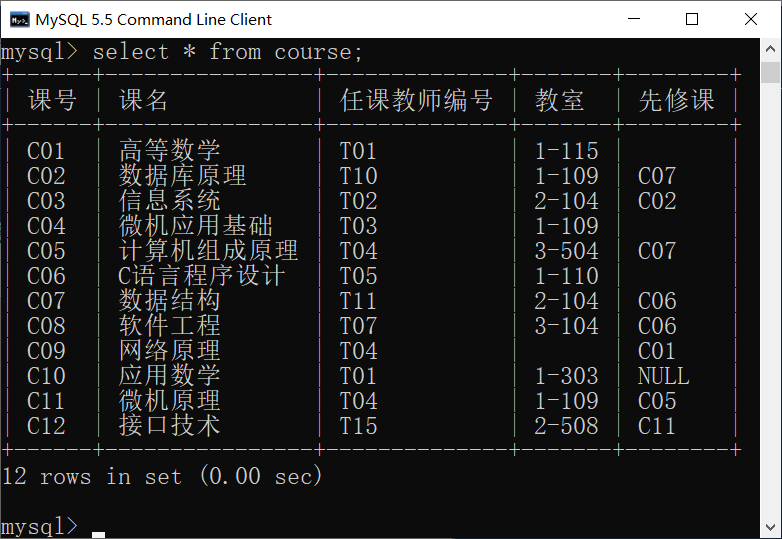 MySQL 5.5 Command Line Client
mysql> select * from course;
+------+----------------+----------------+--------+--------+
| 课号 | 课名 | 任课教师编号 | 教室 | 先修课 |
+------+----------------+----------------+--------+--------+
| C01 | 高等数学 | T01 | 1-115 | |
| C02 | 数据库原理 | T10 | 1-109 | C07 |
| C03 | 信息系统 | T02 | 2-104 | C02 |
| C04 | 微机应用基础 | T03 | 1-109 | |
| C05 | 计算机组成原理 | T04 | 3-504 | C07 |
| C06 | C语言程序设计 | T05 | 1-110 | |
| C07 | 数据结构 | T11 | 2-104 | C06 |
| C08 | 软件工程 | T07 | 3-104 | C06 |
| C09 | 网络原理 | T04 | | C01 |
| C10 | 应用数学 | T01 | 1-303 | NULL |
| C11 | 微机原理 | T04 | 1-109 | C05 |
| C12 | 接口技术 | T15 | 2-508 | C11 |
+------+----------------+----------------+--------+--------+
12 rows in set (0.00 sec)
mysql>